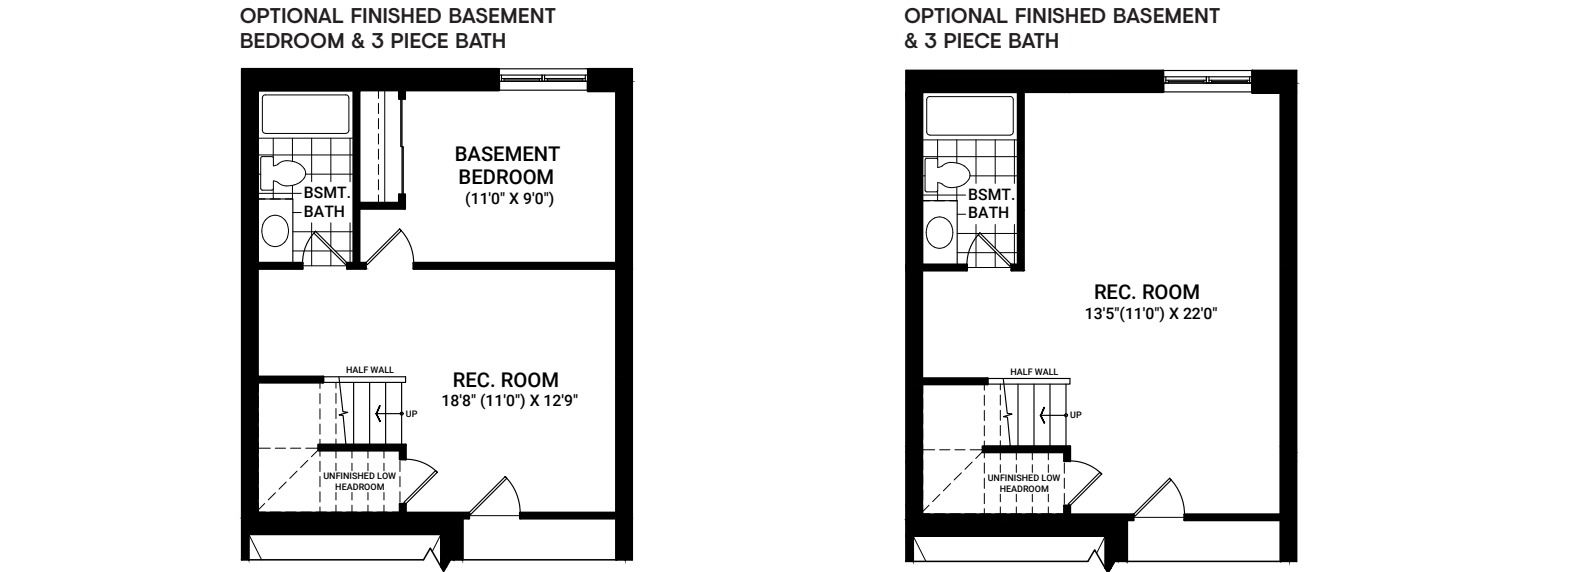 OPTIONAL FINISHED BASEMENT
BEDROOM & 3 PIECE BATH
BASEMENT
BEDROOM
(11'0" X 9'0")
BSMT.
BATH
HALF WALL
REC. ROOM
18'8" (11'0") X 12'9"
UP
UNFINISHED LOW
HEADROOM
OPTIONAL FINISHED BASEMENT
& 3 PIECE BATH
BSMT.
BATH
REC. ROOM
13'5"(11'0") X 22'0"
HALF WALL
UP
UNFINISHED LOW
HEADROOM